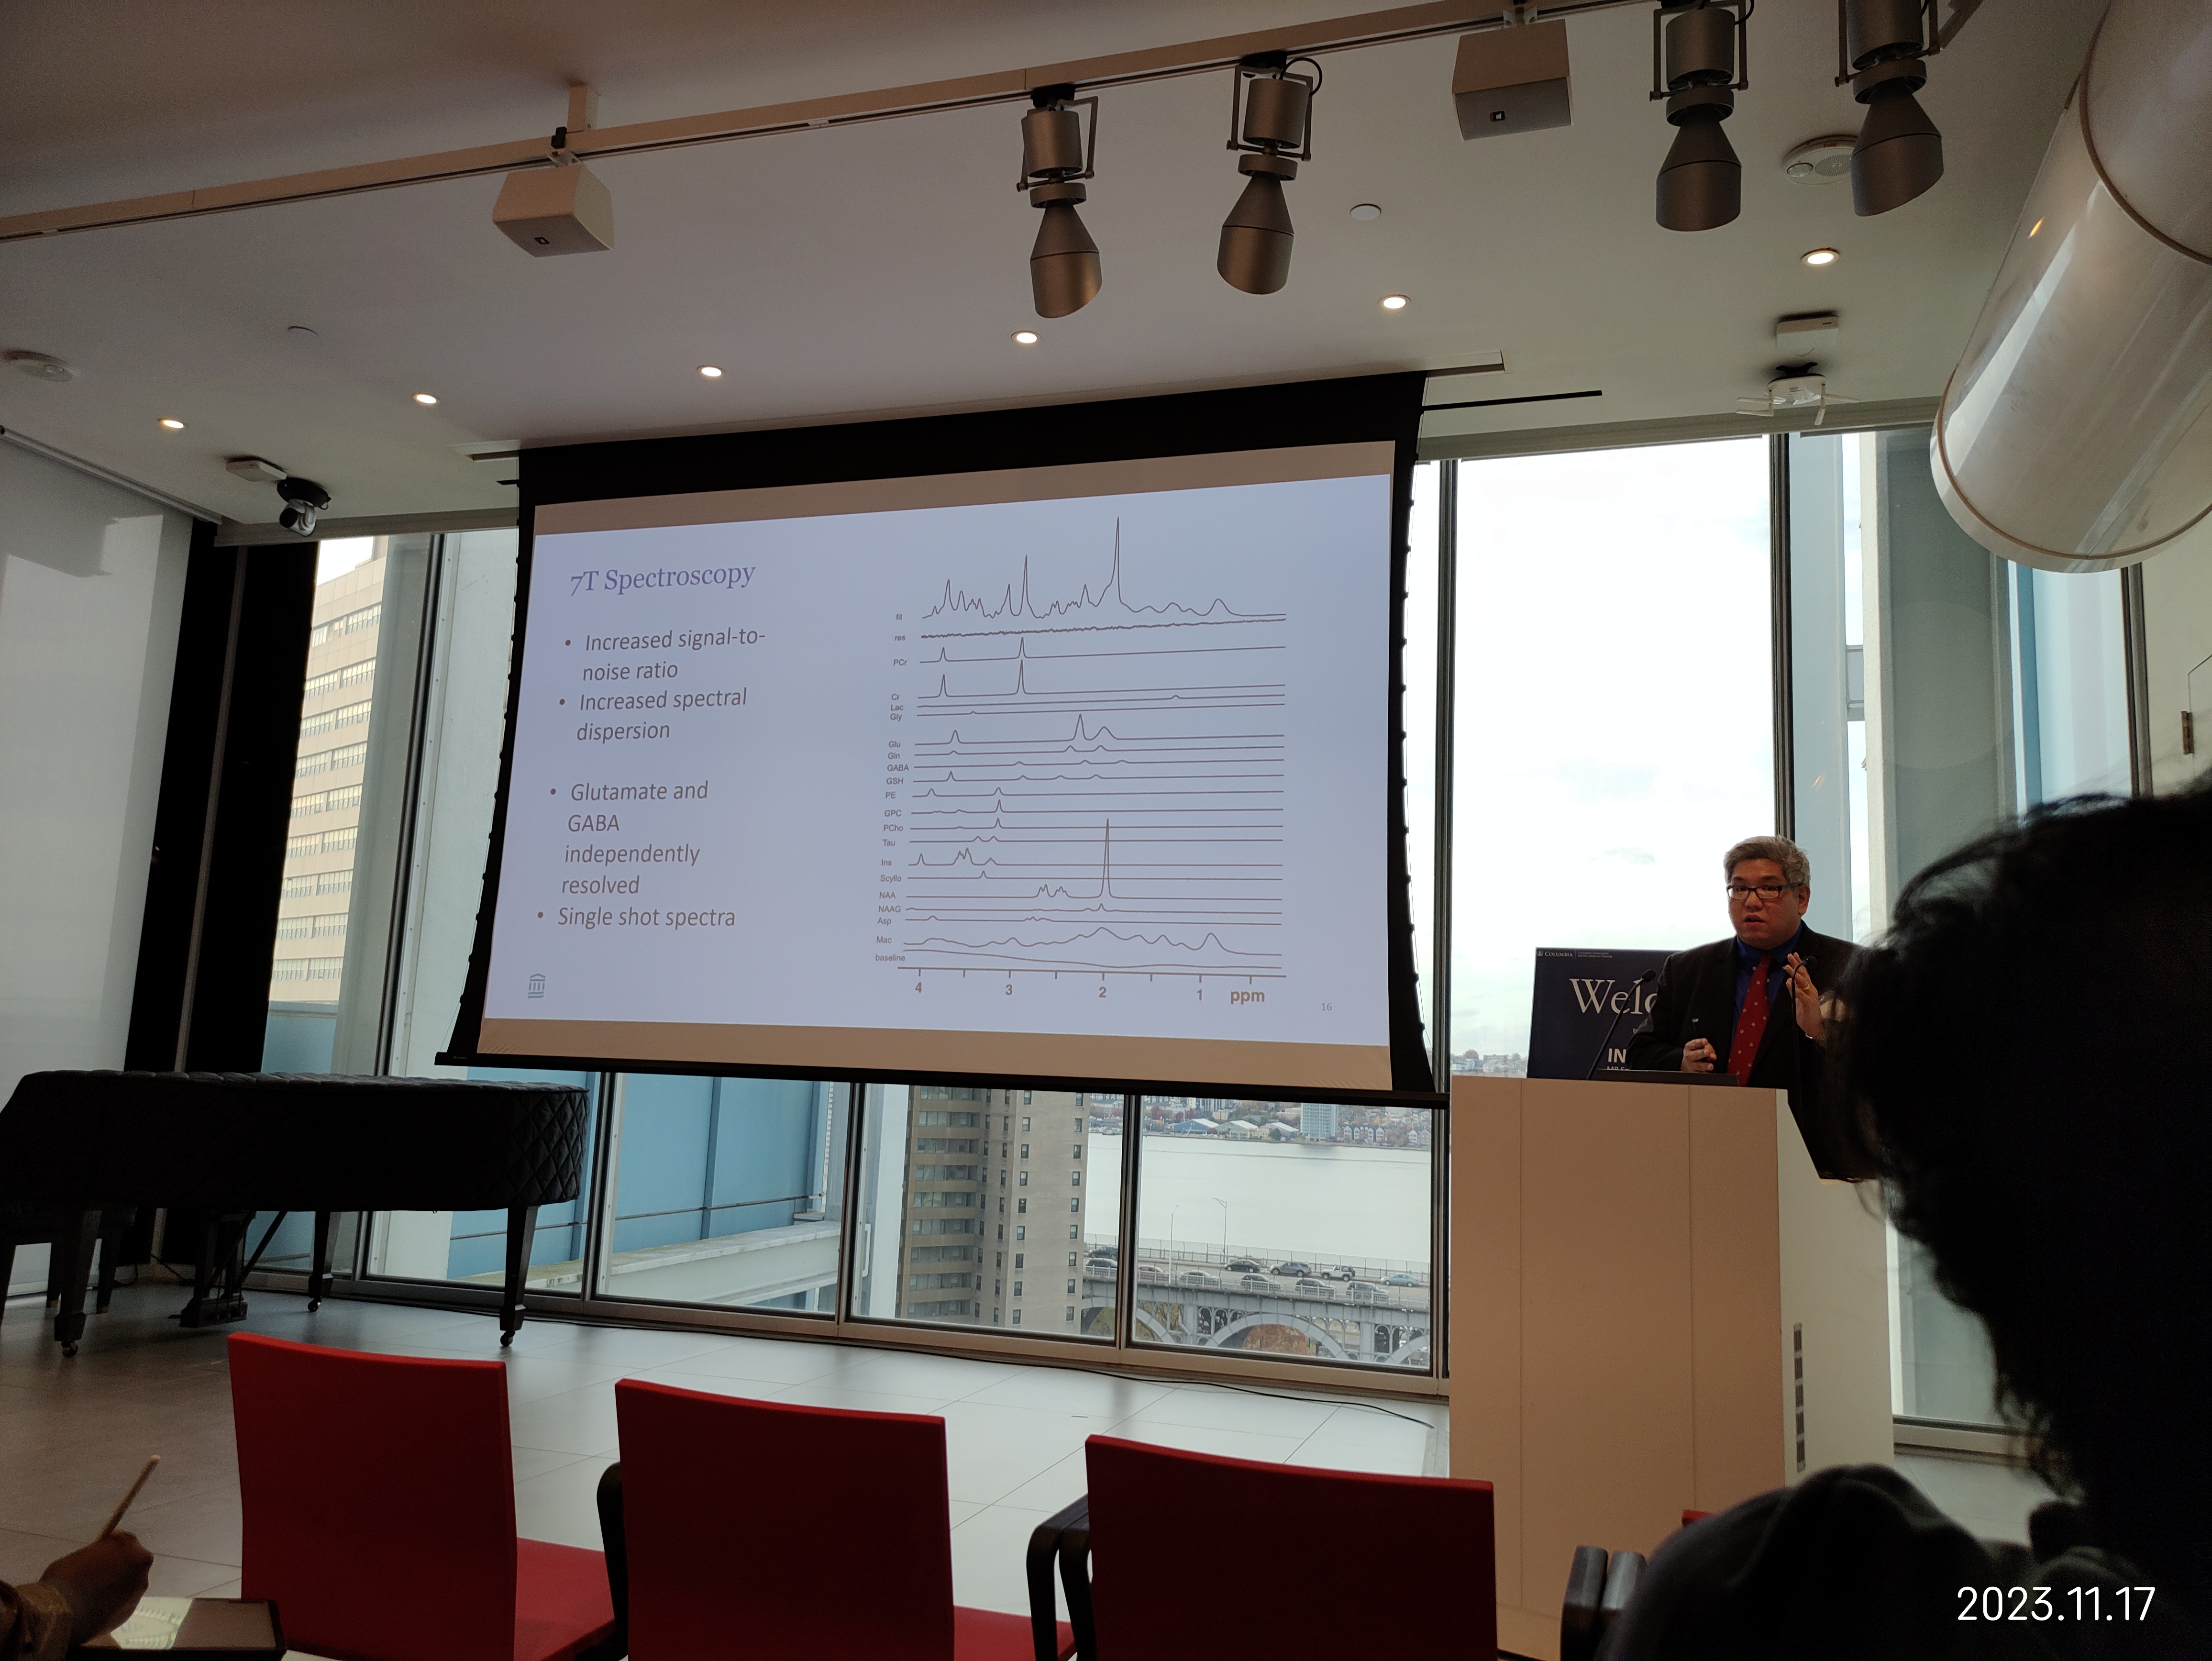 7T Spectroscopy
• Increased signal-to-
noise ratio
• Increased spectral
dispersion
• Glutamate and
GABA
independently
resolved
• Single shot spectra
fit
res
PCr
Cr
Lac
Gly
Glu
Gln
GABA
GSH
PE
GPC
PCho
Tau
Ins
Scyllo
NAA
NAAG
Asp
Mac
baseline
4 3 2 1 ppm
16
COLUMBIA
Welc
IN
2023.11.17